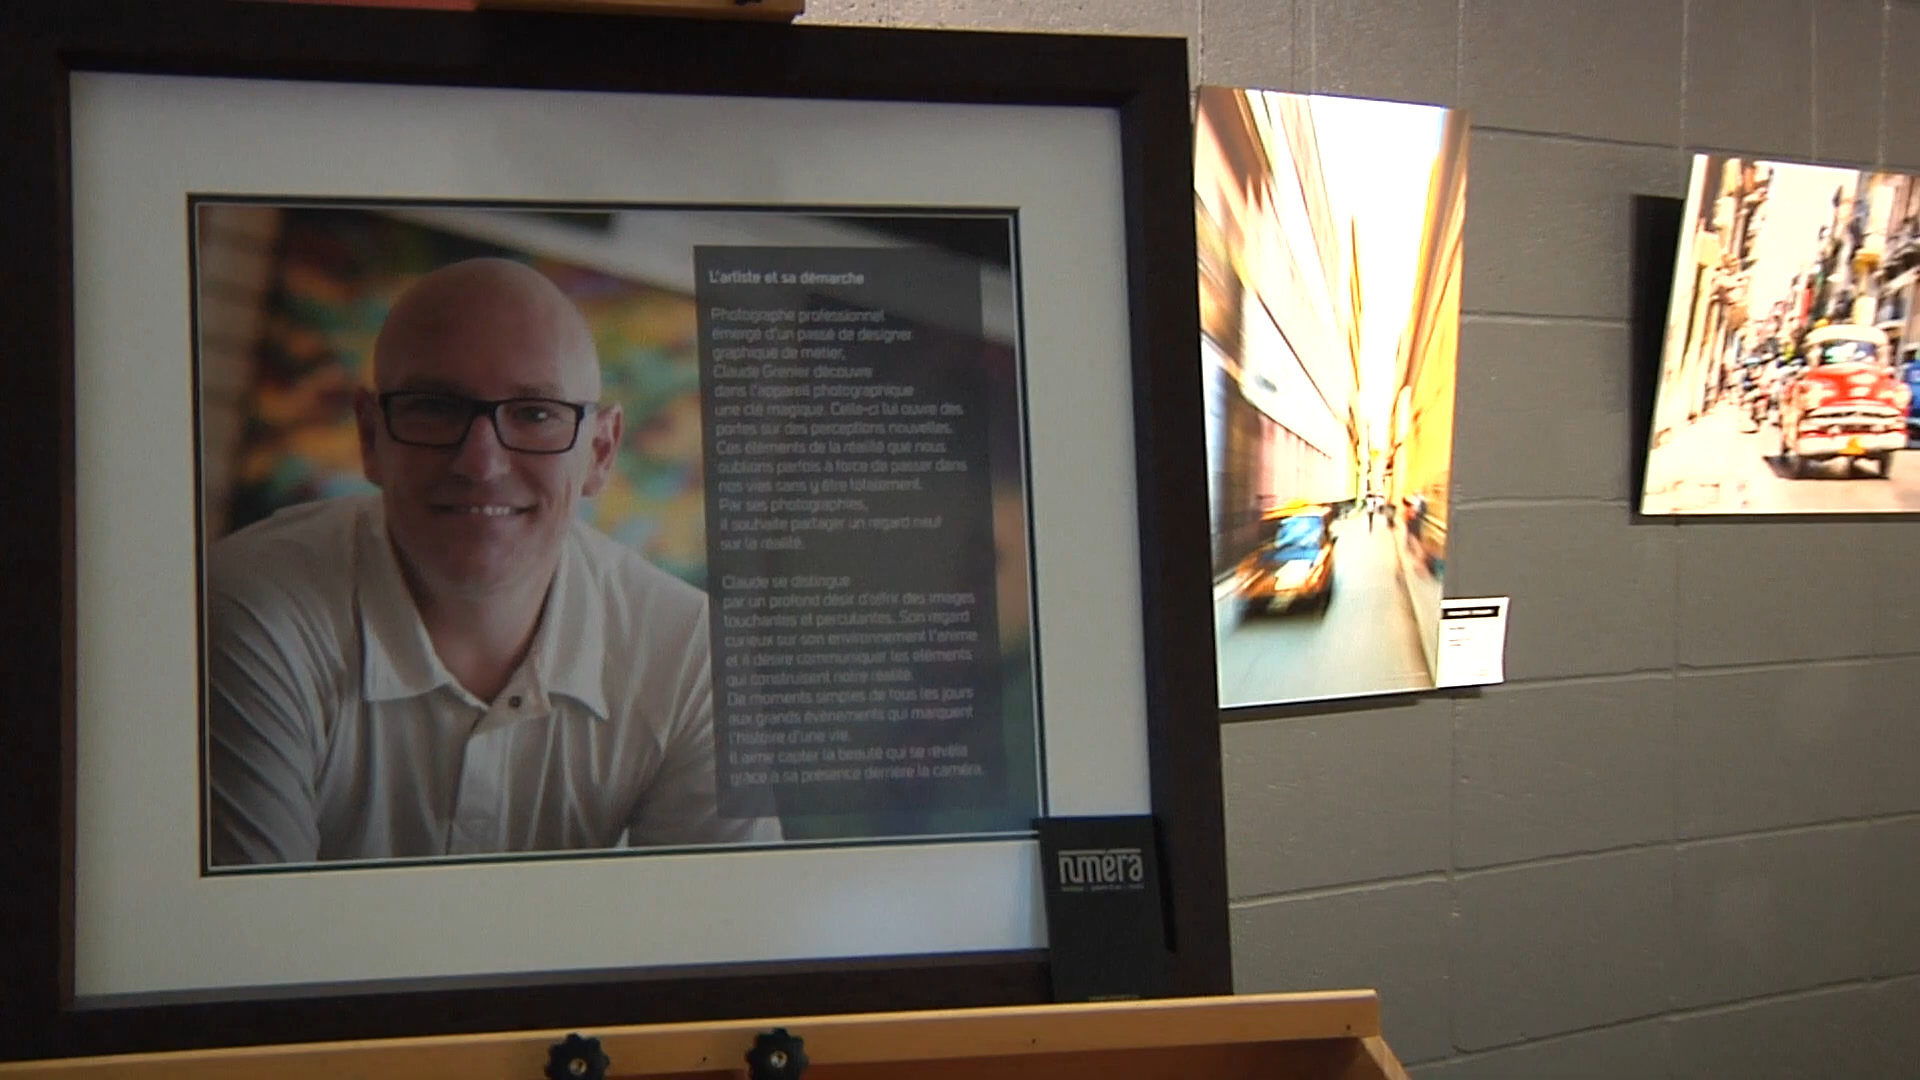 L'artiste et sa démarche
Photographe professionnel
émergé d'un passé de designer
graphique de métier,
Claude Grenier découvre
dans l'appareil photographique
une clé magique. Celle-ci lui ouvre des
portes sur des perceptions nouvelles.
Ces éléments de la réalité que nous
oublions parfois à force de passer dans
nos vies sans y être totalement.
Par ses photographies,
il souhaite partager un regard neuf
sur la réalité.
Claude se distingue
par un profond désir d'offrir des images
touchantes et percutantes. Son regard
curieux sur son environnement l'anime
et il désire communiquer les éléments
qui construisent notre réalité.
De moments simples de tous les jours
aux grands événements qui marquent
l'histoire d'une vie.
Il aime capter la beauté qui se révèle
grâce à sa présence derrière la caméra.
numéra